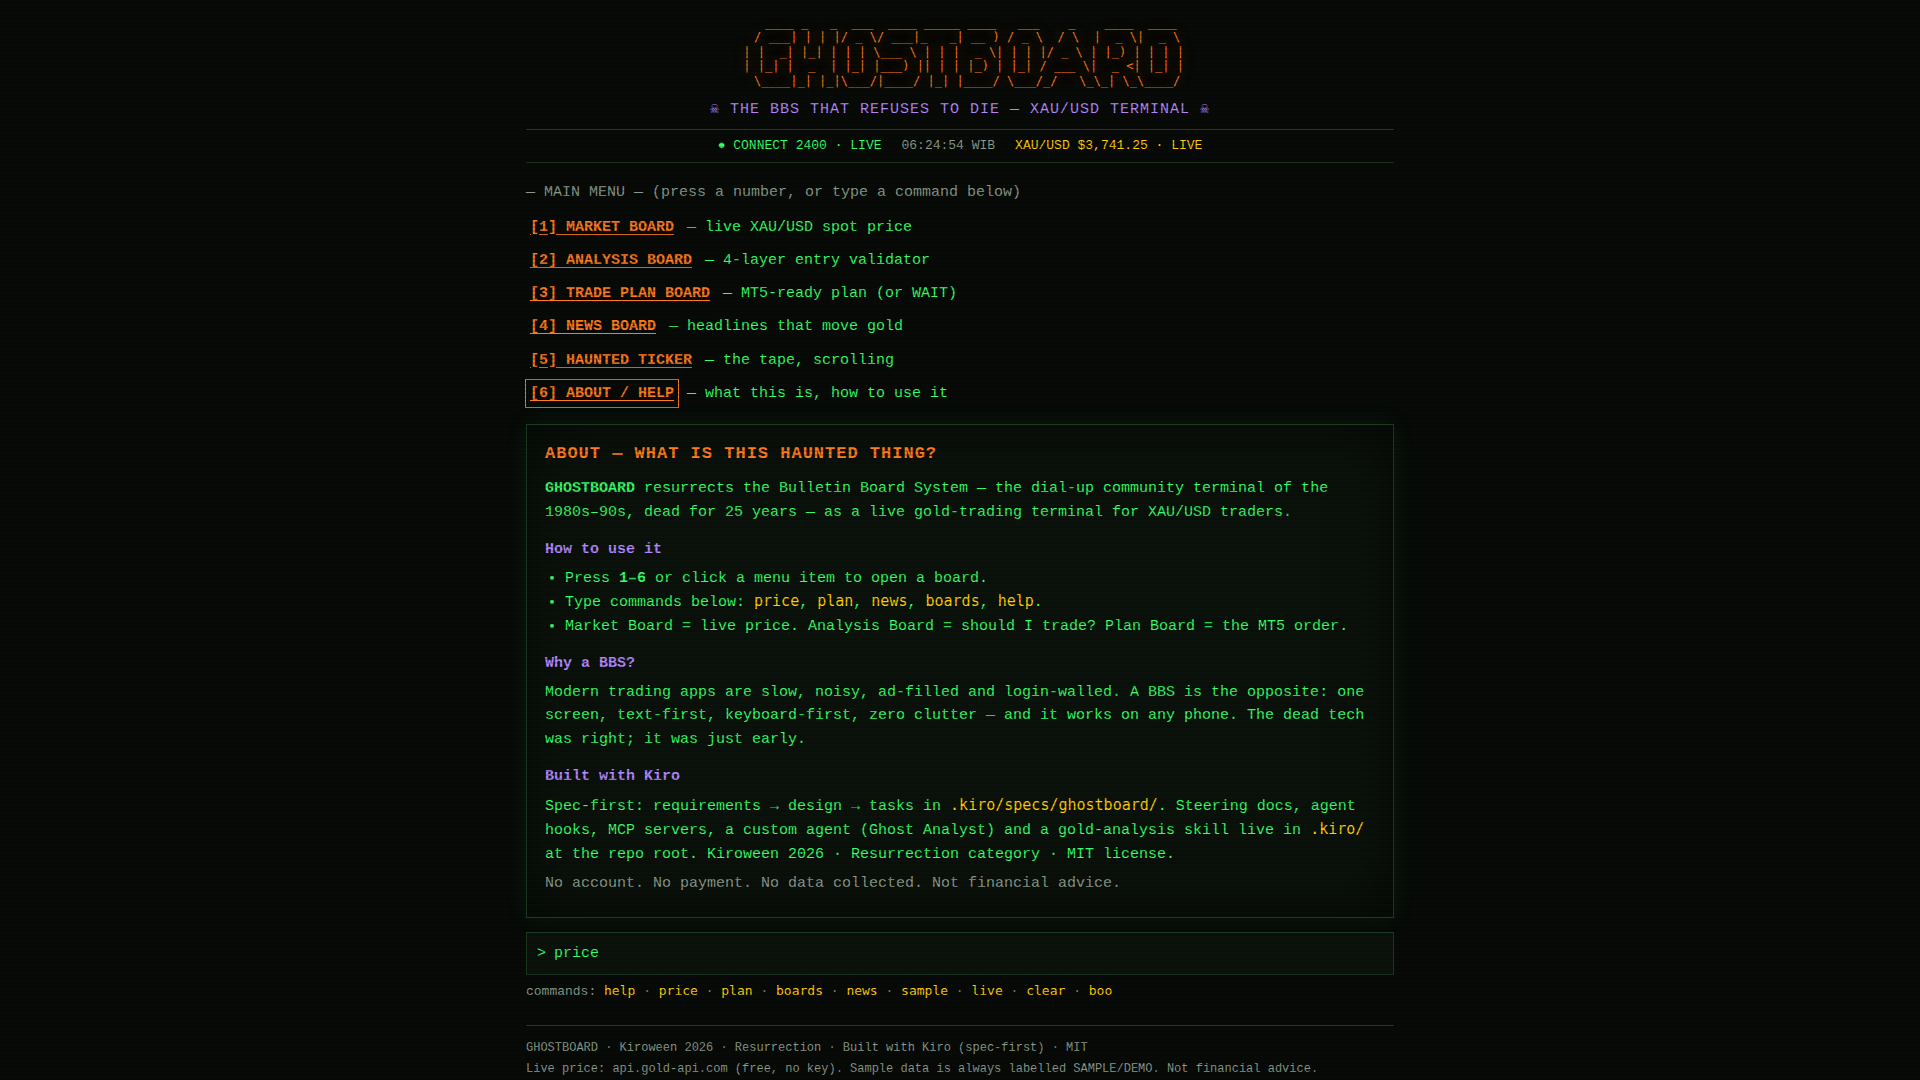 ☠ THE BBS THAT REFUSES TO DIE — XAU/USD TERMINAL ☠
● CONNECT 2400 · LIVE 06:24:54 WIB XAU/USD $3,741.25 · LIVE
— MAIN MENU — (press a number, or type a command below)
[1] MARKET BOARD — live XAU/USD spot price
[2] ANALYSIS BOARD — 4-layer entry validator
[3] TRADE PLAN BOARD — MT5-ready plan (or WAIT)
[4] NEWS BOARD — headlines that move gold
[5] HAUNTED TICKER — the tape, scrolling
[6] ABOUT / HELP — what this is, how to use it
ABOUT — WHAT IS THIS HAUNTED THING?
GHOSTBOARD resurrects the Bulletin Board System — the dial-up community terminal of the
1980s–90s, dead for 25 years — as a live gold-trading terminal for XAU/USD traders.
How to use it
• Press 1–6 or click a menu item to open a board.
• Type commands below: price, plan, news, boards, help.
• Market Board = live price. Analysis Board = should I trade? Plan Board = the MT5 order.
Why a BBS?
Modern trading apps are slow, noisy, ad-filled and login-walled. A BBS is the opposite: one
screen, text-first, keyboard-first, zero clutter — and it works on any phone. The dead tech
was right; it was just early.
Built with Kiro
Spec-first: requirements → design → tasks in .kiro/specs/ghostboard/. Steering docs, agent
hooks, MCP servers, a custom agent (Ghost Analyst) and a gold-analysis skill live in .kiro/
at the repo root. Kiroween 2026 · Resurrection category · MIT license.
No account. No payment. No data collected. Not financial advice.
> price
commands: help · price · plan · boards · news · sample · live · clear · boo
GHOSTBOARD · Kiroween 2026 · Resurrection · Built with Kiro (spec-first) · MIT
Live price: api.gold-api.com (free, no key). Sample data is always labelled SAMPLE/DEMO. Not financial advice.